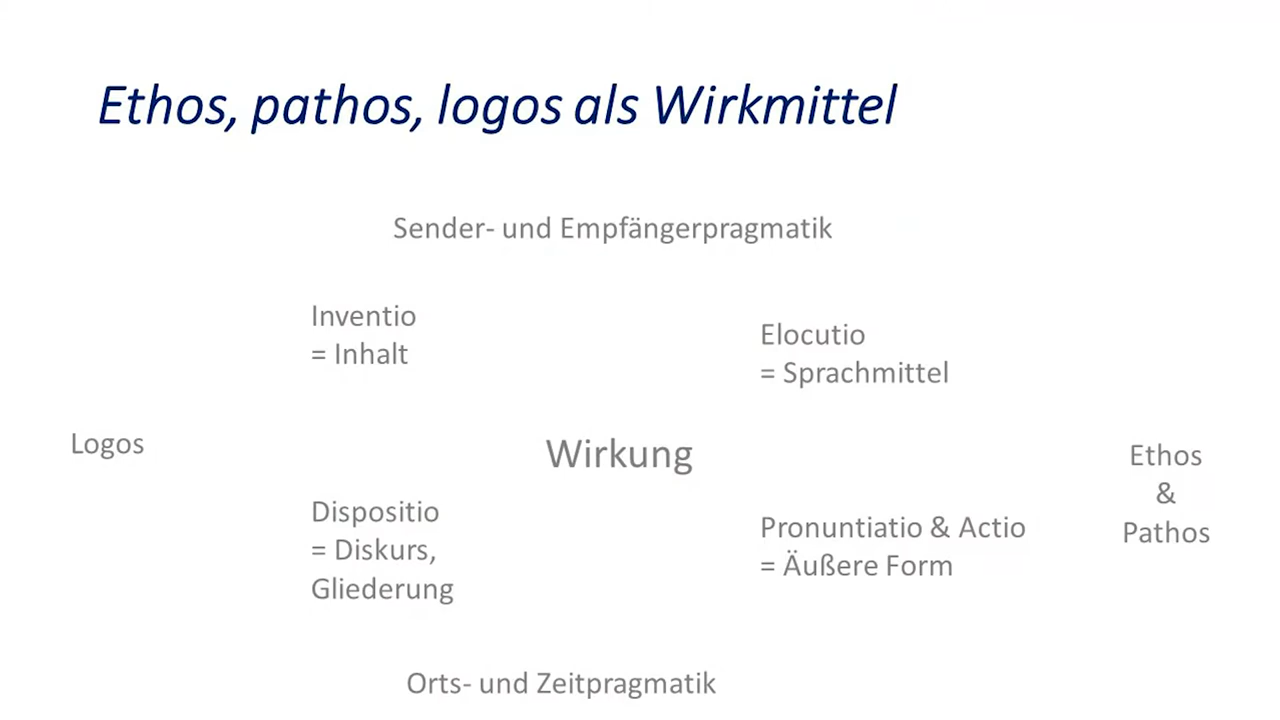 Ethos, pathos, logos als Wirkmittel
Sender- und Empfängerpragmatik
Inventio
= Inhalt
Elocutio
= Sprachmittel
Logos
Wirkung
Ethos
&
Pathos
Dispositio
= Diskurs,
Gliederung
Pronuntiatio & Actio
= Äußere Form
Orts- und Zeitpragmatik